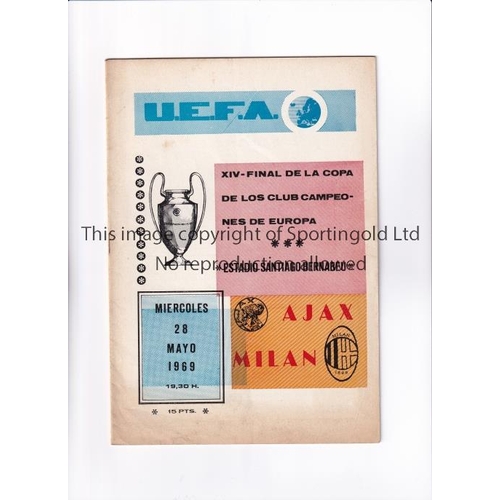 U.E.F.A.
XIV-FINAL DE LA COPA
DE LOS CLUB CAMPEO-
NES DE EUROPA
***
This image copyright of Sportingold Ltd
No reproduction allowed
«ESTADIO SANTIAGO BERNABEU»
MIERCOLES
28
MAYO
1969
19,30 H.
AJAX
MILAN
* 15 PTS. *